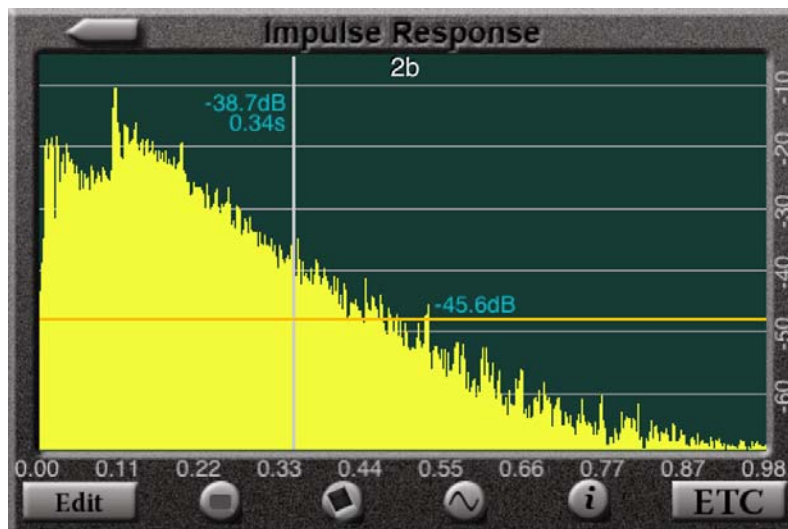 Impulse Response
2b
-38.7dB
0.34s
-45.6dB
-10
-20
-30
-40
-50
-60
0.00 0.11 0.22 0.33 0.44 0.55 0.66 0.77 0.87 0.98
Edit
i
ETC